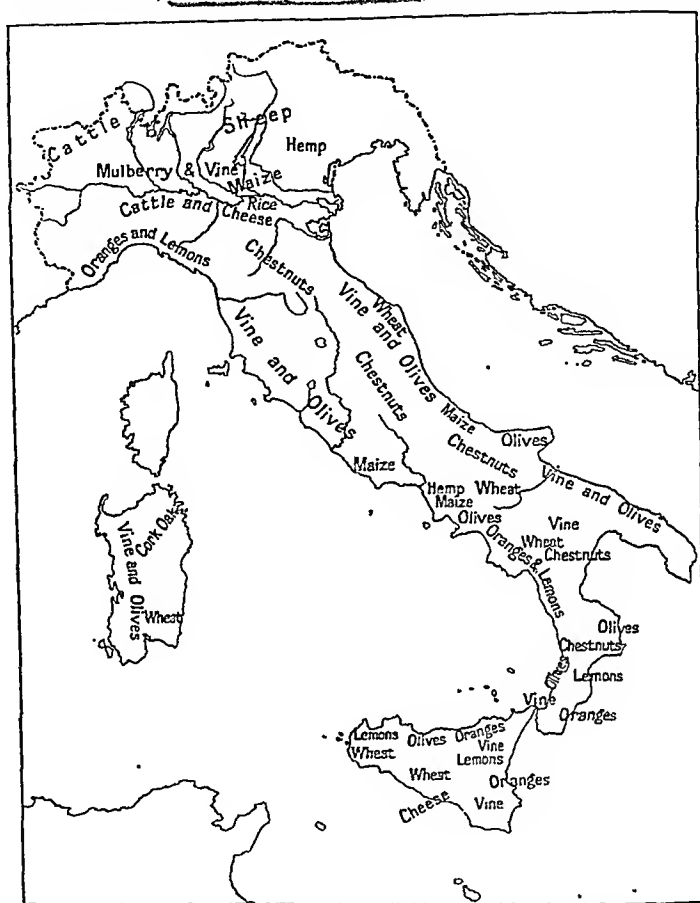 Cattle
Sheep
Hemp
Mulberry & Vine
Maize
Rice
Cattle and Cheese
Oranges and Lemons
Chestnuts
Vine and Olives
Wheat
Vine and Olives
Chestnuts
Maize
Olives
Chestnuts
Maize
Hemp
Wheat
Maize
Olives
Vine and Olives
Vine
Wheat
Chestnuts
Oranges & Lemons
Cork Oak
Vine and Olives
Wheat
Olives
Chestnuts
Olives
Lemons
Vine
Oranges
Lemons
Olives
Oranges
Wheat
Vine
Lemons
Wheat
Oranges
Cheese
Vine